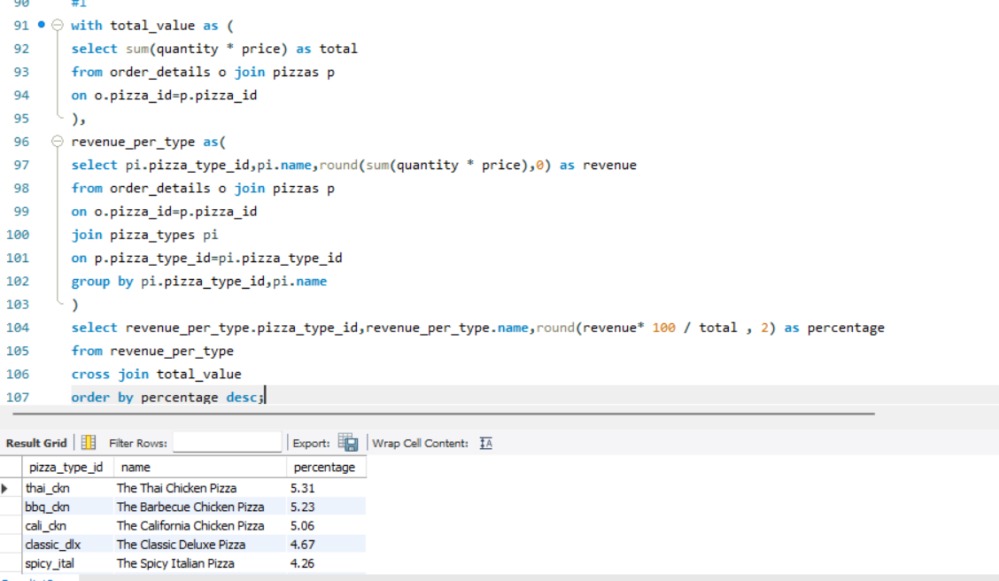 90 #1
91 with total_value as (
92 select sum(quantity * price) as total
93 from order_details o join pizzas p
94 on o.pizza_id=p.pizza_id
95 ),
96 revenue_per_type as(
97 select pi.pizza_type_id,pi.name,round(sum(quantity * price),0) as revenue
98 from order_details o join pizzas p
99 on o.pizza_id=p.pizza_id
100 join pizza_types pi
101 on p.pizza_type_id=pi.pizza_type_id
102 group by pi.pizza_type_id,pi.name
103 )
104 select revenue_per_type.pizza_type_id,revenue_per_type.name,round(revenue* 100 / total , 2) as percentage
105 from revenue_per_type
106 cross join total_value
107 order by percentage desc;
Result Grid Filter Rows: Export: Wrap Cell Content: IA
pizza_type_id name percentage
thai_ckn The Thai Chicken Pizza 5.31
bbq_ckn The Barbecue Chicken Pizza 5.23
cali_ckn The California Chicken Pizza 5.06
classic_dlx The Classic Deluxe Pizza 4.67
spicy_ital The Spicy Italian Pizza 4.26